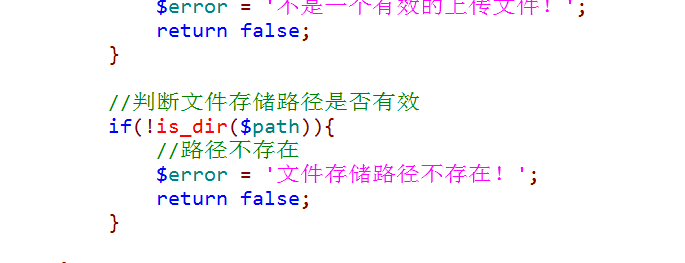 $error = '不是一个有效的上传文件！';
return false;
}
//判断文件存储路径是否有效
if(!is_dir($path)){
//路径不存在
$error = '文件存储路径不存在！';
return false;
}